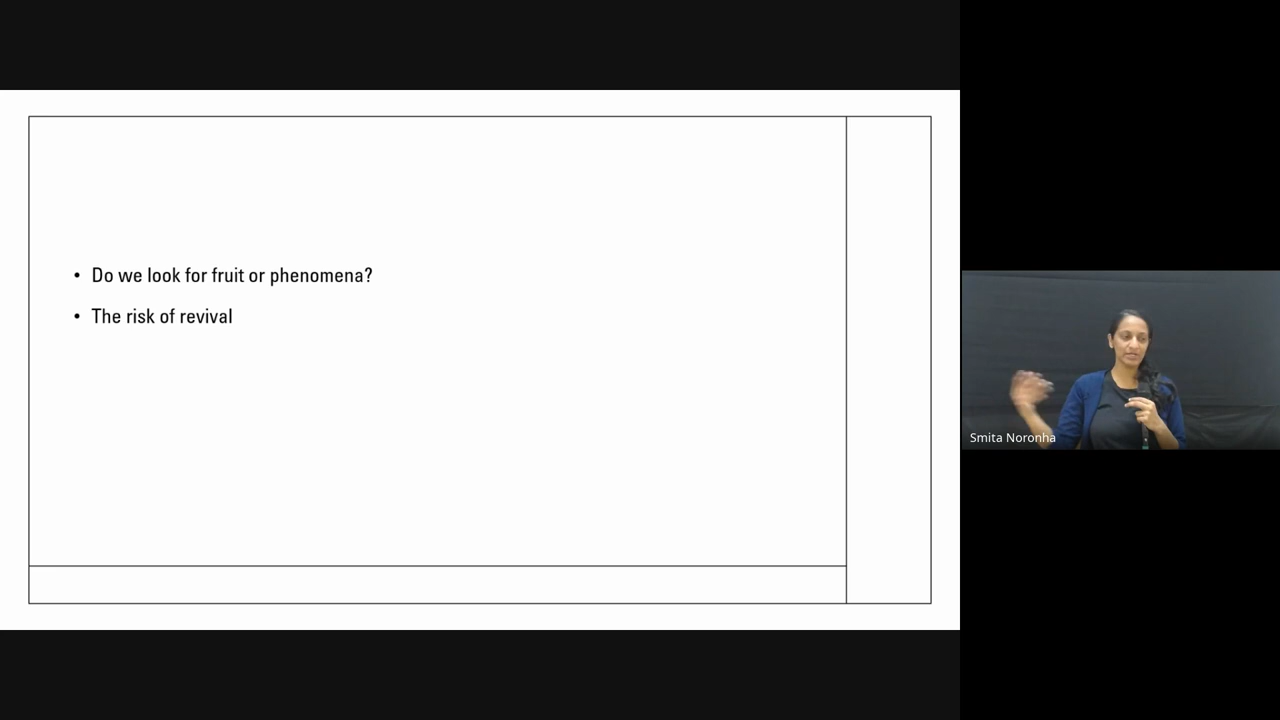 • Do we look for fruit or phenomena?
• The risk of revival
Smita Noronha